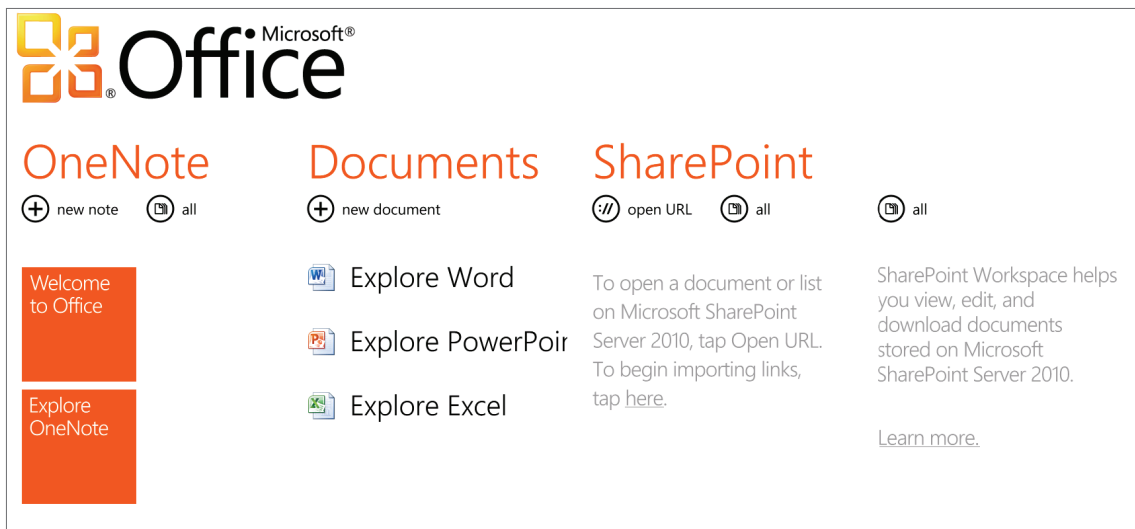 Microsoft®
Office
®
OneNote
new note all
Welcome
to Office
Explore
OneNote
Documents
new document
Explore Word
Explore PowerPoin
Explore Excel
SharePoint
:// open URL all
To open a document or list
on Microsoft SharePoint
Server 2010, tap Open URL.
To begin importing links,
tap here.
all
SharePoint Workspace helps
you view, edit, and
download documents
stored on Microsoft
SharePoint Server 2010.
Learn more.